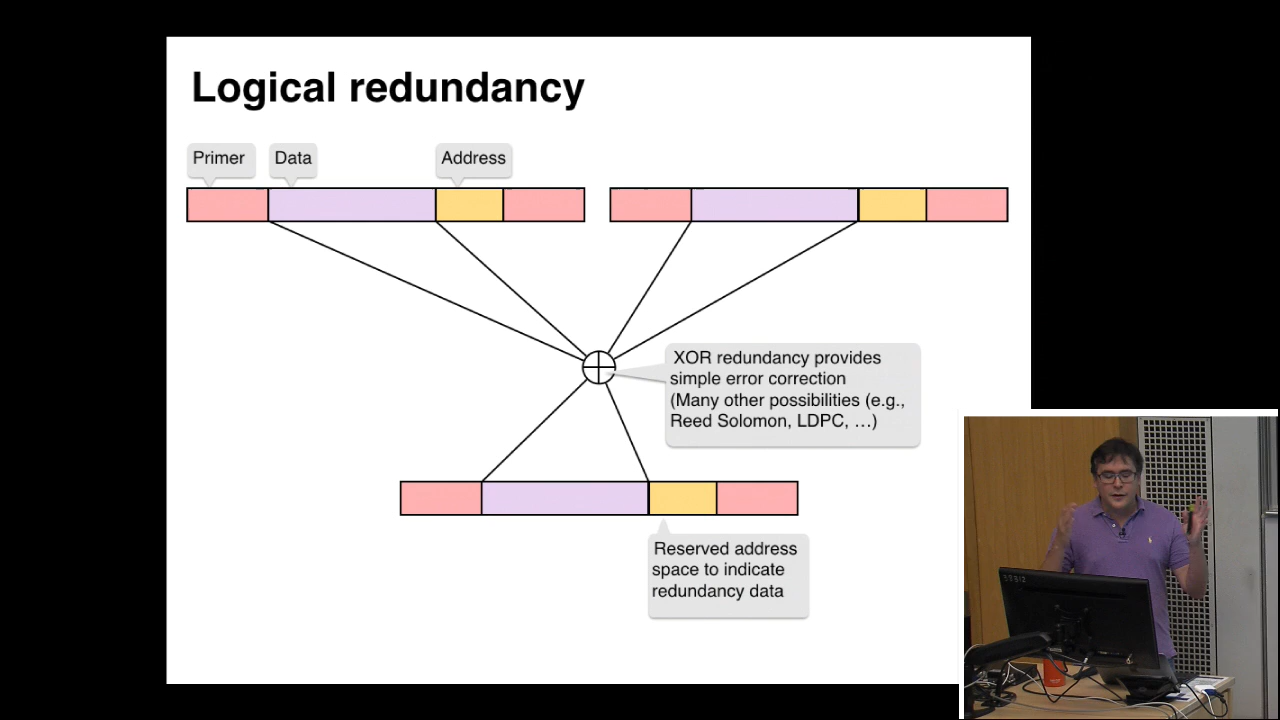 Logical redundancy
Primer
Data
Address
XOR redundancy provides
simple error correction
(Many other possibilities (e.g.,
Reed Solomon, LDPC, …)
Reserved address
space to indicate
redundancy data